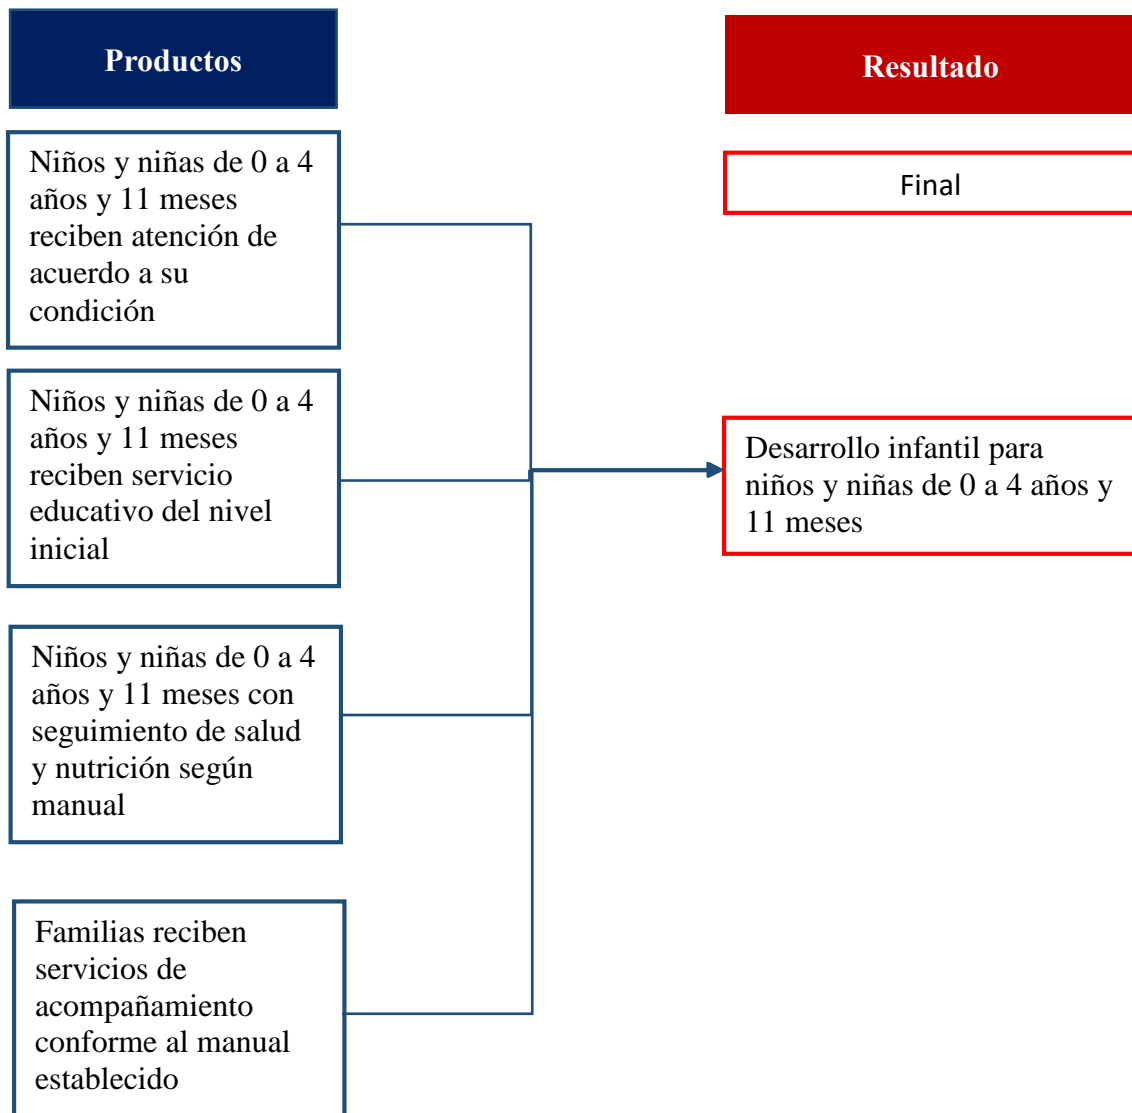 Productos
Resultado
Niños y niñas de 0 a 4
años y 11 meses
reciben atención de
acuerdo a su
condición
Final
Niños y niñas de 0 a 4
años y 11 meses
reciben servicio
educativo del nivel
inicial
Desarrollo infantil para
niños y niñas de 0 a 4 años y
11 meses
Niños y niñas de 0 a 4
años y 11 meses con
seguimiento de salud
y nutrición según
manual
Familias reciben
servicios de
acompañamiento
conforme al manual
establecido